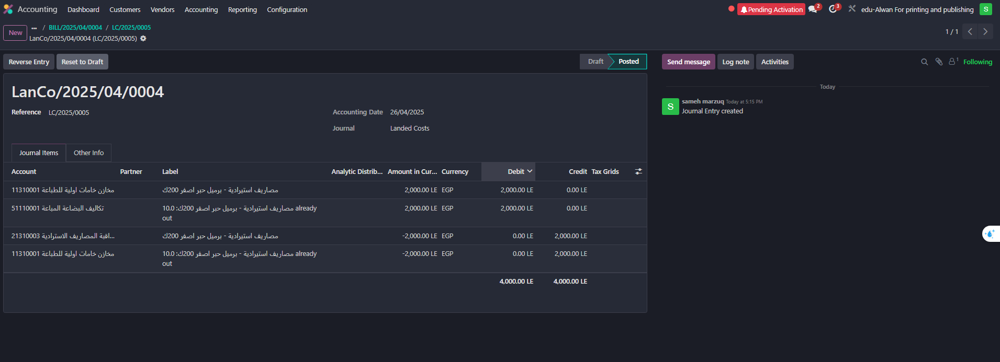 Accounting Dashboard Customers Vendors Accounting Reporting Configuration
Pending Activation 2 3 edu-Alwan For printing and publishing S
New ... / BILL/2025/04/0004 / LC/2025/0005
LanCo/2025/04/0004 (LC/2025/0005)
1 / 1
Reverse Entry Reset to Draft Draft Posted
Send message Log note Activities 1 Following
LanCo/2025/04/0004
Reference LC/2025/0005
Accounting Date 26/04/2025
Journal Landed Costs
Journal Items Other Info
Account Partner Label Analytic Distrib... Amount in Cur... Currency Debit Credit Tax Grids
11310001 مخازن خامات اولية للطباعة مصاريف استيرادية - برميل حبر اصفر 200ك 2,000.00 LE EGP 2,000.00 LE 0.00 LE
51110001 تكاليف البضاعة المباعة مصاريف استيرادية - برميل حبر اصفر 200ك: 10.0 already 2,000.00 LE EGP 2,000.00 LE 0.00 LE
out
21310003 اقبة المصاريف الاسترادية... مصاريف استيرادية - برميل حبر اصفر 200ك -2,000.00 LE EGP 0.00 LE 2,000.00 LE
11310001 مخازن خامات اولية للطباعة مصاريف استيرادية - برميل حبر اصفر 200ك: 10.0 already -2,000.00 LE EGP 0.00 LE 2,000.00 LE
out
4,000.00 LE 4,000.00 LE
Today
S sameh marzuq Today at 5:15 PM
Journal Entry created